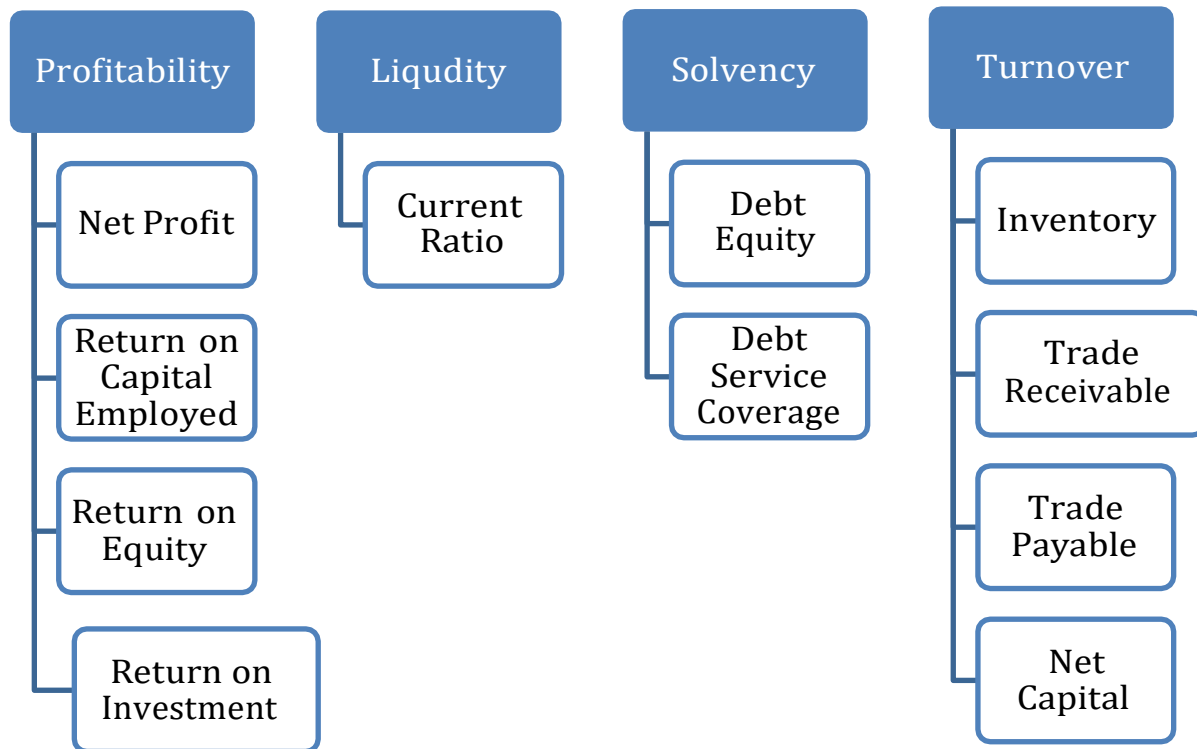 Profitability
Net Profit
Return on
Capital
Employed
Return on
Equity
Return on
Investment
Liqudity
Current
Ratio
Solvency
Debt
Equity
Debt
Service
Coverage
Turnover
Inventory
Trade
Receivable
Trade
Payable
Net
Capital